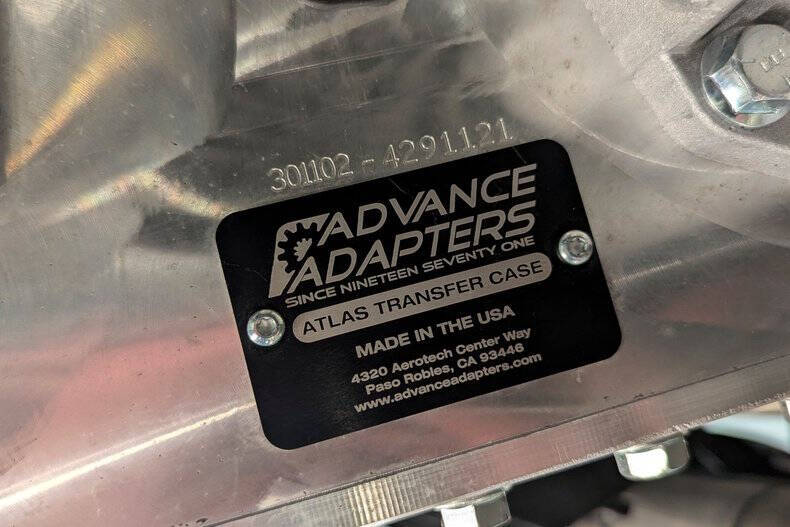 301102-4291121
ADVANCE
ADAPTERS
SINCE NINETEEN SEVENTY ONE
ATLAS TRANSFER CASE
MADE IN THE USA
4320 Aerotech Center Way
Paso Robles, CA 93446
www.advanceadapters.com